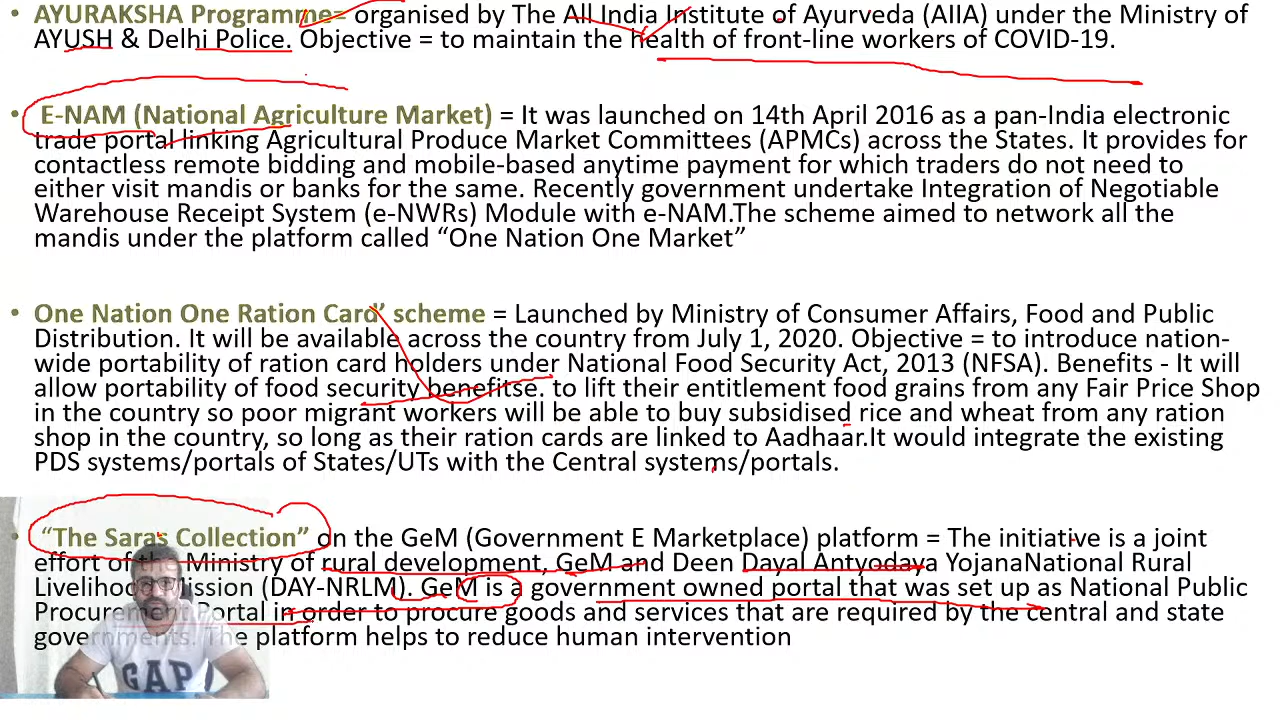 • AYURAKSHA Programme= organised by The All India Institute of Ayurveda (AIIA) under the Ministry of
AYUSH & Delhi Police. Objective = to maintain the health of front-line workers of COVID-19.
• E-NAM (National Agriculture Market) = It was launched on 14th April 2016 as a pan-India electronic
trade portal linking Agricultural Produce Market Committees (APMCs) across the States. It provides for
contactless remote bidding and mobile-based anytime payment for which traders do not need to
either visit mandis or banks for the same. Recently government undertake Integration of Negotiable
Warehouse Receipt System (e-NWRs) Module with e-NAM.The scheme aimed to network all the
mandis under the platform called “One Nation One Market”
• One Nation One Ration Card’ scheme = Launched by Ministry of Consumer Affairs, Food and Public
Distribution. It will be available across the country from July 1, 2020. Objective = to introduce nation-
wide portability of ration card holders under National Food Security Act, 2013 (NFSA). Benefits - It will
allow portability of food security benefitse. to lift their entitlement food grains from any Fair Price Shop
in the country so poor migrant workers will be able to buy subsidised rice and wheat from any ration
shop in the country, so long as their ration cards are linked to Aadhaar.It would integrate the existing
PDS systems/portals of States/UTs with the Central systems/portals.
• “The Saras Collection” on the GeM (Government E Marketplace) platform = The initiative is a joint
effort of the Ministry of rural development, GeM and Deen Dayal Antyodaya YojanaNational Rural
Livelihoods Mission (DAY-NRLM). GeM is a government owned portal that was set up as National Public
Procurement Portal in order to procure goods and services that are required by the central and state
governments. The platform helps to reduce human intervention
GAP